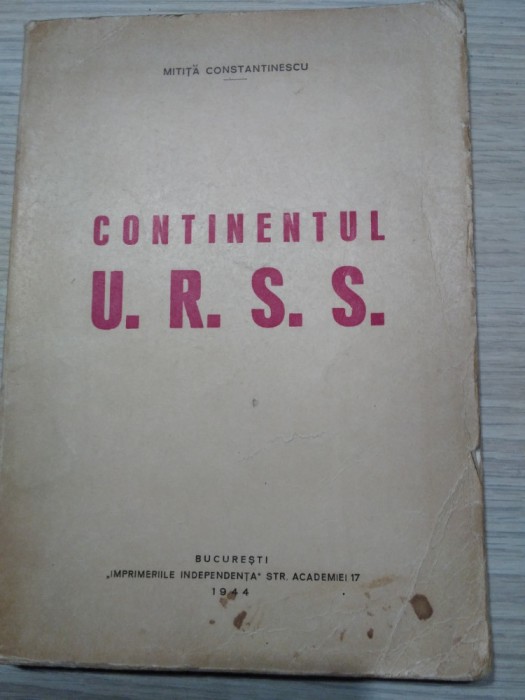 MITIȚĂ CONSTANTINESCU
CONTINENTUL
U. R. S. S.
BUCUREȘTI
„IMPRIMERIILE INDEPENDENȚA" STR. ACADEMIEI 17
1944